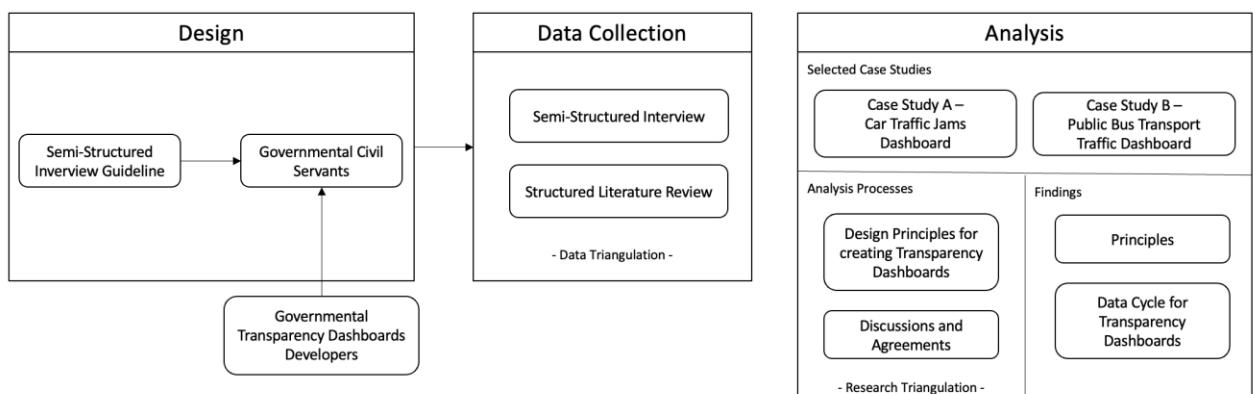 Design
Semi-Structured
Inverview Guideline
Governmental Civil
Servants
Governmental
Transparency Dashboards
Developers
Data Collection
Semi-Structured Interview
Structured Literature Review
- Data Triangulation -
Analysis
Selected Case Studies
Case Study A –
Car Traffic Jams
Dashboard
Case Study B –
Public Bus Transport
Traffic Dashboard
Analysis Processes
Design Principles for
creating Transparency
Dashboards
Discussions and
Agreements
- Research Triangulation -
Findings
Principles
Data Cycle for
Transparency
Dashboards